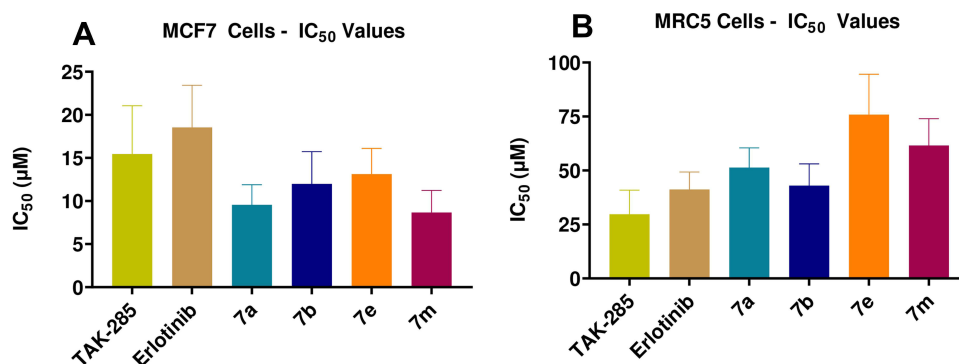 A
MCF7 Cells - IC50 Values
IC50 (µM)
25
20
15
10
5
0
TAK-285
Erlotinib
7a
7b
7e
7m
B
MRC5 Cells - IC50 Values
IC50 (µM)
100
75
50
25
0
TAK-285
Erlotinib
7a
7b
7e
7m